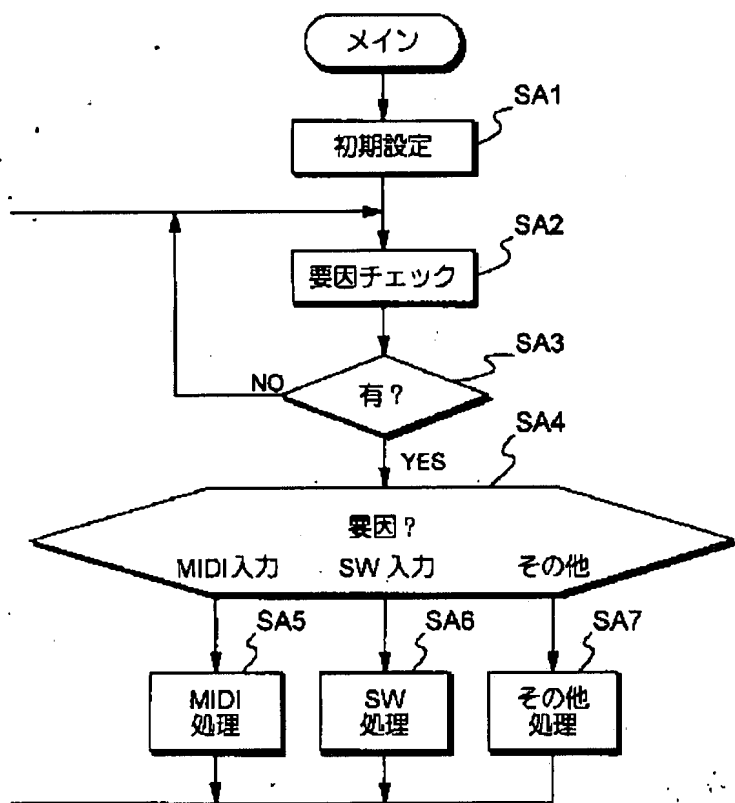 メイン
SA1
初期設定
SA2
要因チェック
SA3
NO
有?
SA4
YES
要因?
MIDI入力
SW入力
その他
SA5
SA6
SA7
MIDI
処理
SW
処理
その他
処理